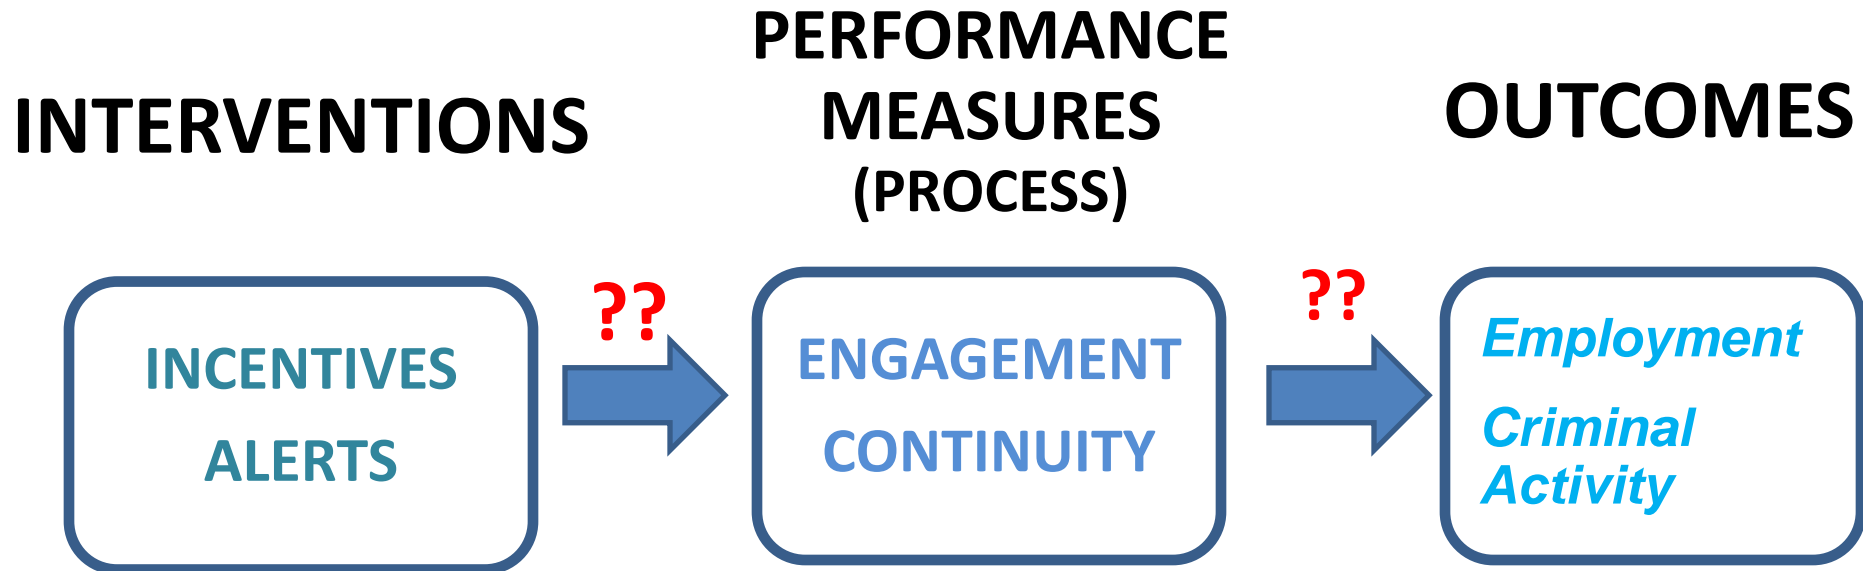 INTERVENTIONS
PERFORMANCE
MEASURES
(PROCESS)
OUTCOMES
INCENTIVES
ALERTS
??
ENGAGEMENT
CONTINUITY
??
Employment
Criminal
Activity